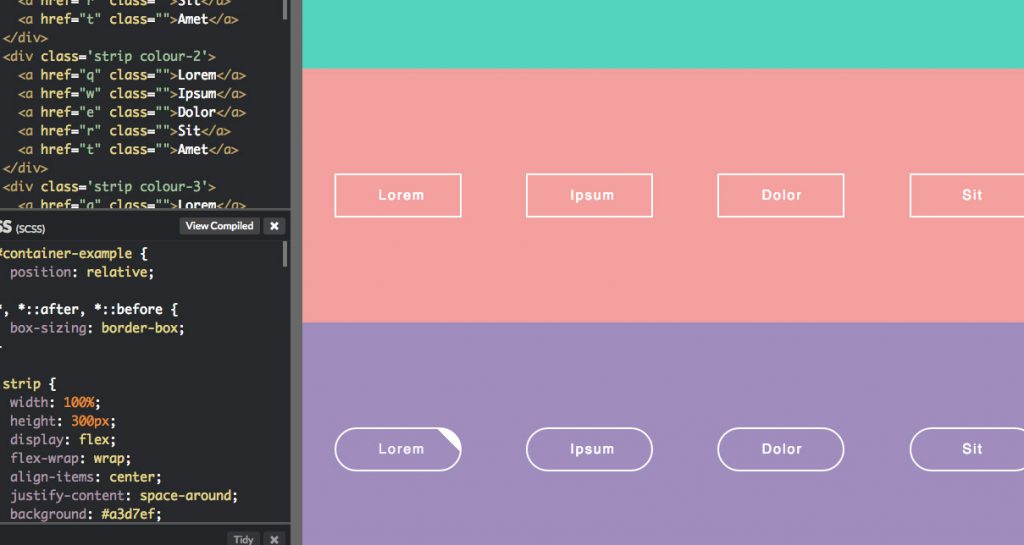 <a href="r" class="">Sit</a>
<a href="t" class="">Amet</a>
</div>
<div class='strip colour-2'>
<a href="q" class="">Lorem</a>
<a href="w" class="">Ipsum</a>
<a href="e" class="">Dolor</a>
<a href="r" class="">Sit</a>
<a href="t" class="">Amet</a>
</div>
<div class='strip colour-3'>
<a href="q" class="">Lorem</a>
SS (SCSS) View Compiled ×
#container-example {
position: relative;
*, *::after, *::before {
box-sizing: border-box;
}
strip {
width: 100%;
height: 300px;
display: flex;
flex-wrap: wrap;
align-items: center;
justify-content: space-around;
background: #a3d7ef;
Tidy ×
Lorem Ipsum Dolor Sit
Lorem Ipsum Dolor Sit